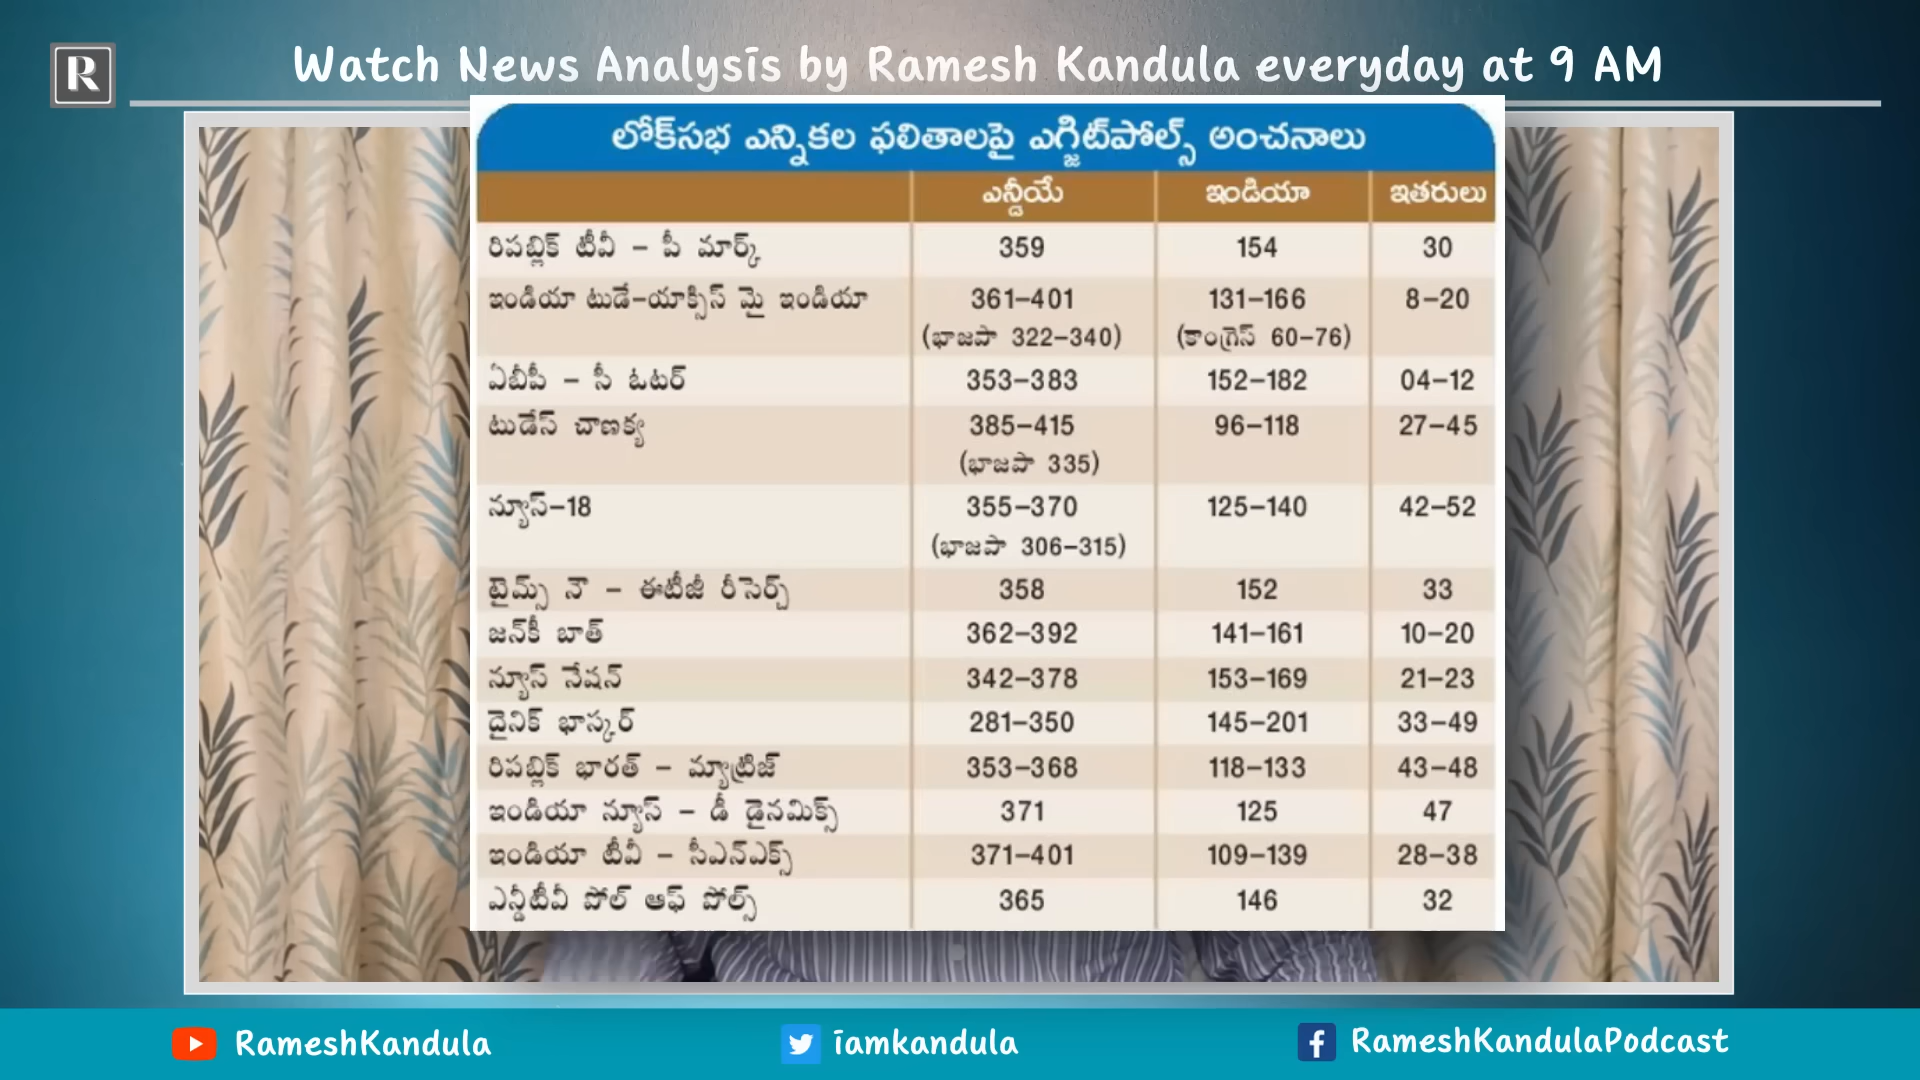 R
Watch News Analysis by Ramesh Kandula everyday at 9 AM
లోక్‌సభ ఎన్నికల ఫలితాలపై ఎగ్జిట్‌పోల్స్ అంచనాలు
ఎన్డీయే ఇండియా ఇతరులు
రిపబ్లిక్ టీవీ – పీ మార్క్ 359 154 30
ఇండియా టుడే–యాక్సిస్ మై ఇండియా 361–401 131–166 8–20
(భాజపా 322–340) (కాంగ్రెస్ 60–76)
ఏబీపీ – సీ ఓటర్ 353–383 152–182 04–12
టుడేస్ చాణక్య 385–415 96–118 27–45
(భాజపా 335)
న్యూస్–18 355–370 125–140 42–52
(భాజపా 306–315)
టైమ్స్ నౌ – ఈటీజీ రీసెర్చ్ 358 152 33
జన్‌కీ బాత్ 362–392 141–161 10–20
న్యూస్ నేషన్ 342–378 153–169 21–23
దైనిక్ భాస్కర్ 281–350 145–201 33–49
రిపబ్లిక్ భారత్ – మ్యాట్రిజ్ 353–368 118–133 43–48
ఇండియా న్యూస్ – డీ డైనమిక్స్ 371 125 47
ఇండియా టీవీ – సీఎన్ఎక్స్ 371–401 109–139 28–38
ఎన్డీటీవీ పోల్ ఆఫ్ పోల్స్ 365 146 32
RameshKandula iamkandula RameshKandulaPodcast